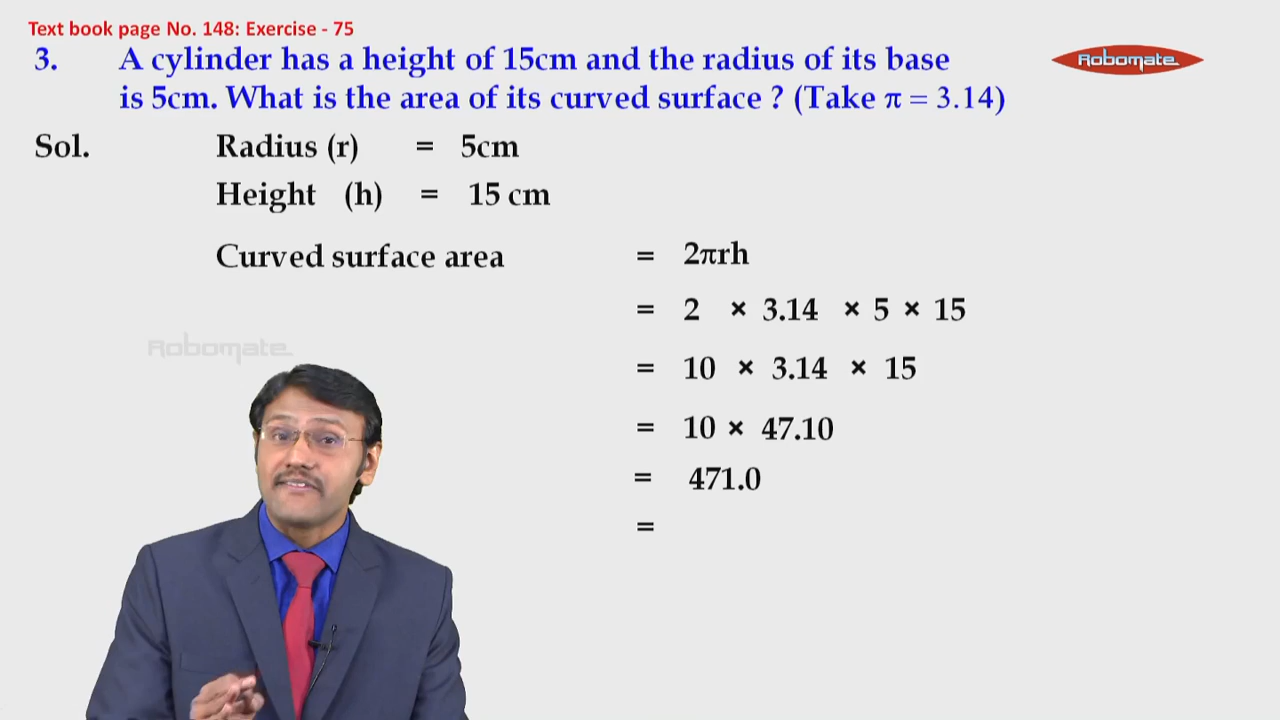 Text book page No. 148: Exercise - 75
3. A cylinder has a height of 15cm and the radius of its base
is 5cm. What is the area of its curved surface ? (Take π = 3.14)
Robomate
Sol. Radius (r) = 5cm
Height (h) = 15 cm
Curved surface area = 2πrh
= 2 × 3.14 × 5 × 15
Robomate
= 10 × 3.14 × 15
= 10 × 47.10
= 471.0
=